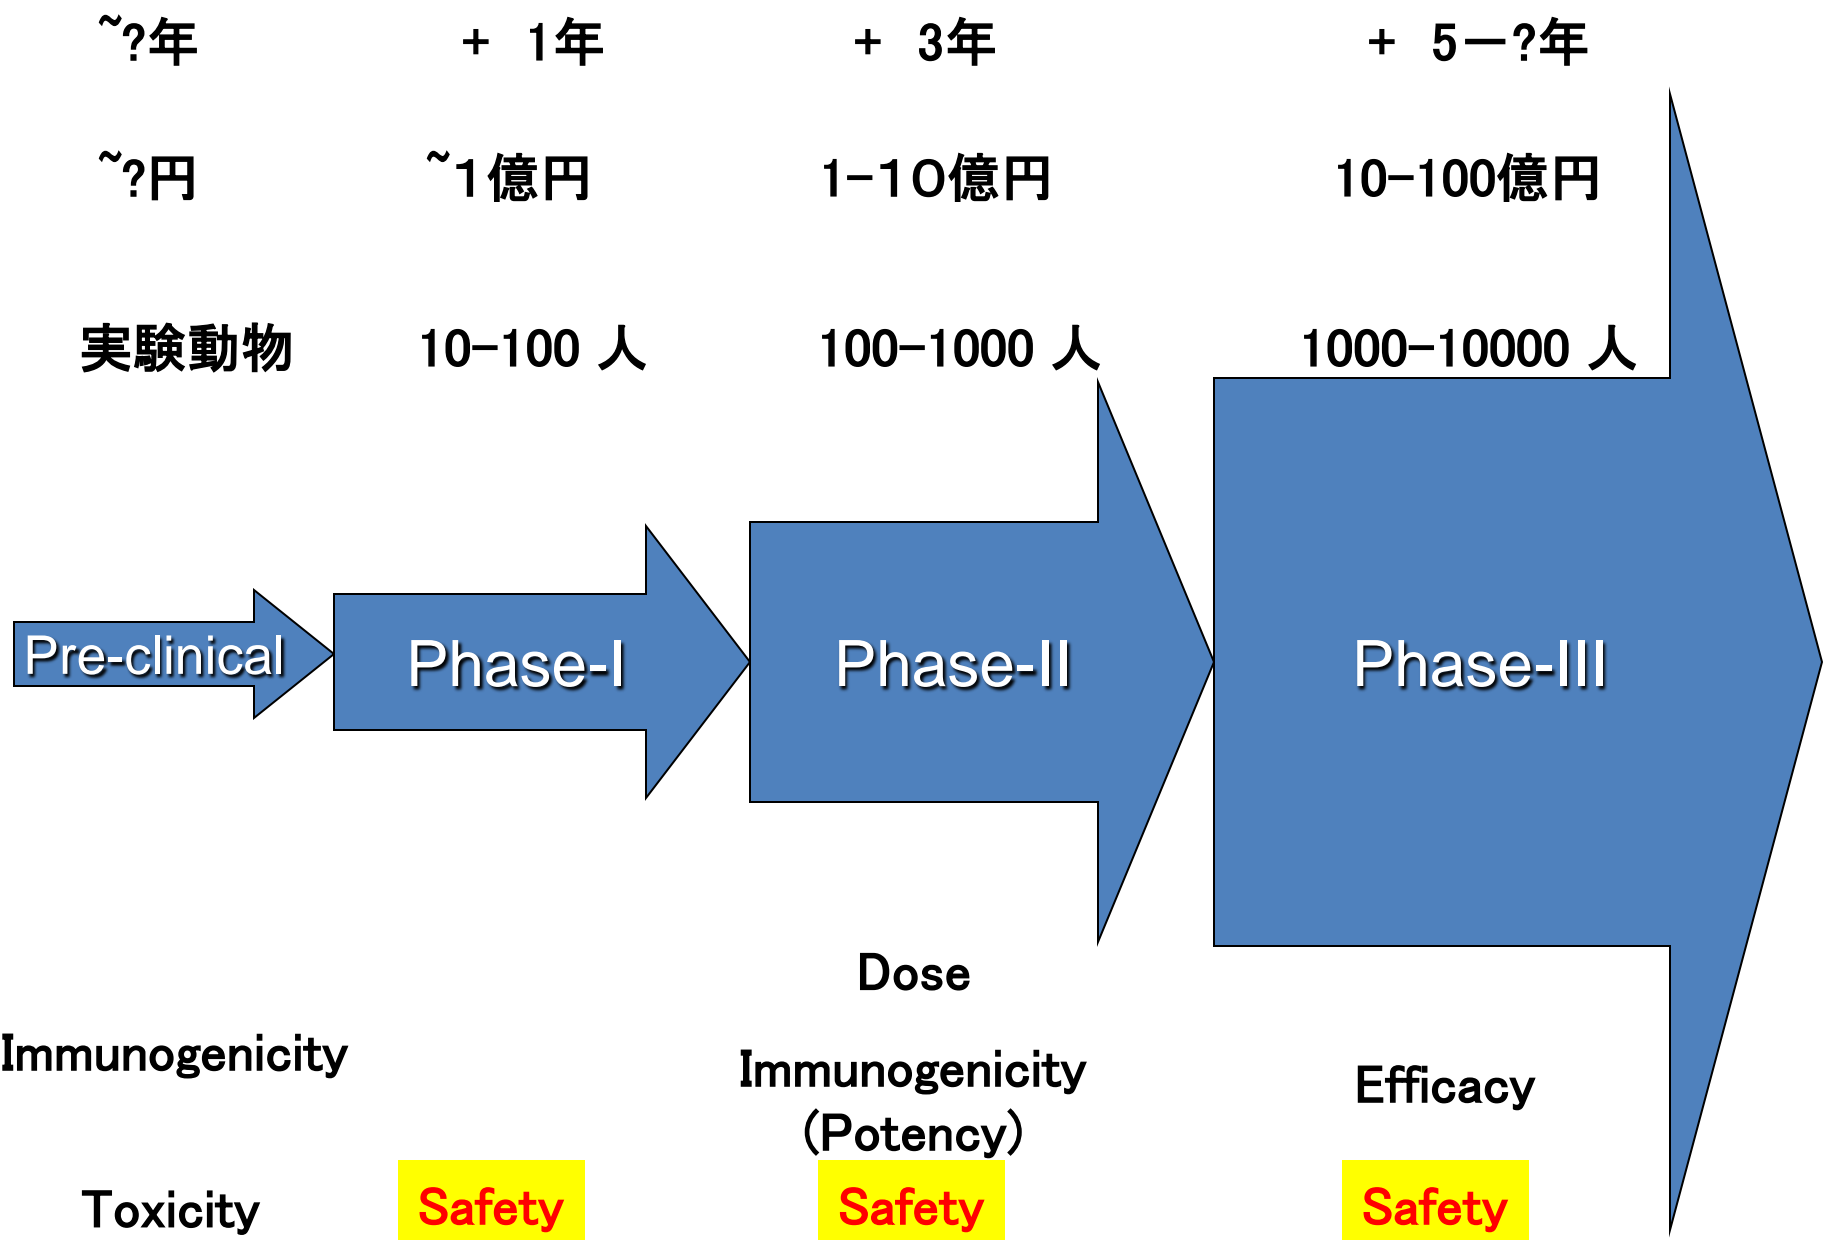 ~?年 + 1年 + 3年 + 5－?年
~?円 ~１億円 1-１０億円 10-100億円
実験動物 10-100 人 100-1000 人 1000-10000 人
Pre-clinical Phase-I Phase-II Phase-III
Dose
Immunogenicity Immunogenicity Efficacy
(Potency)
Toxicity Safety Safety Safety